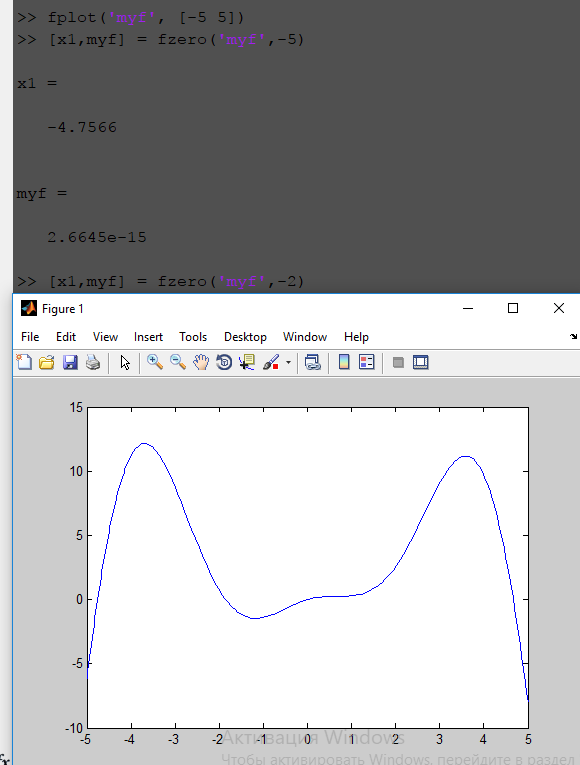 >> fplot('myf', [-5 5])
>> [x1,myf] = fzero('myf',-5)
x1 =
-4.7566
myf =
2.6645e-15
>> [x1,myf] = fzero('myf',-2)
Figure 1
File Edit View Insert Tools Desktop Window Help
15
10
5
0
-5
-10
-5 -4 -3 -2 -1 0 1 2 3 4 5
Активация Windows
Чтобы активировать Windows, перейдите в раздел
fx